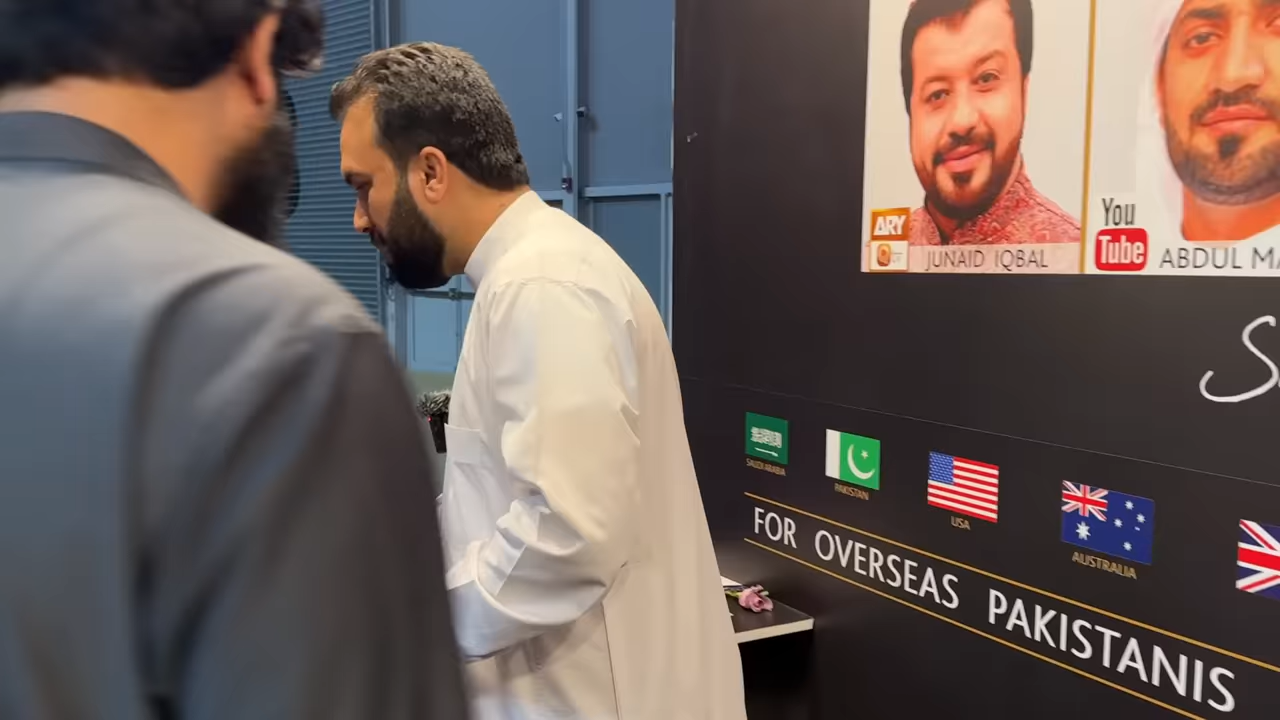 ARY
JUNAID IQBAL
You
Tube
ABDUL MA
SAUDI ARABIA
PAKISTAN
USA
AUSTRALIA
FOR OVERSEAS PAKISTANIS